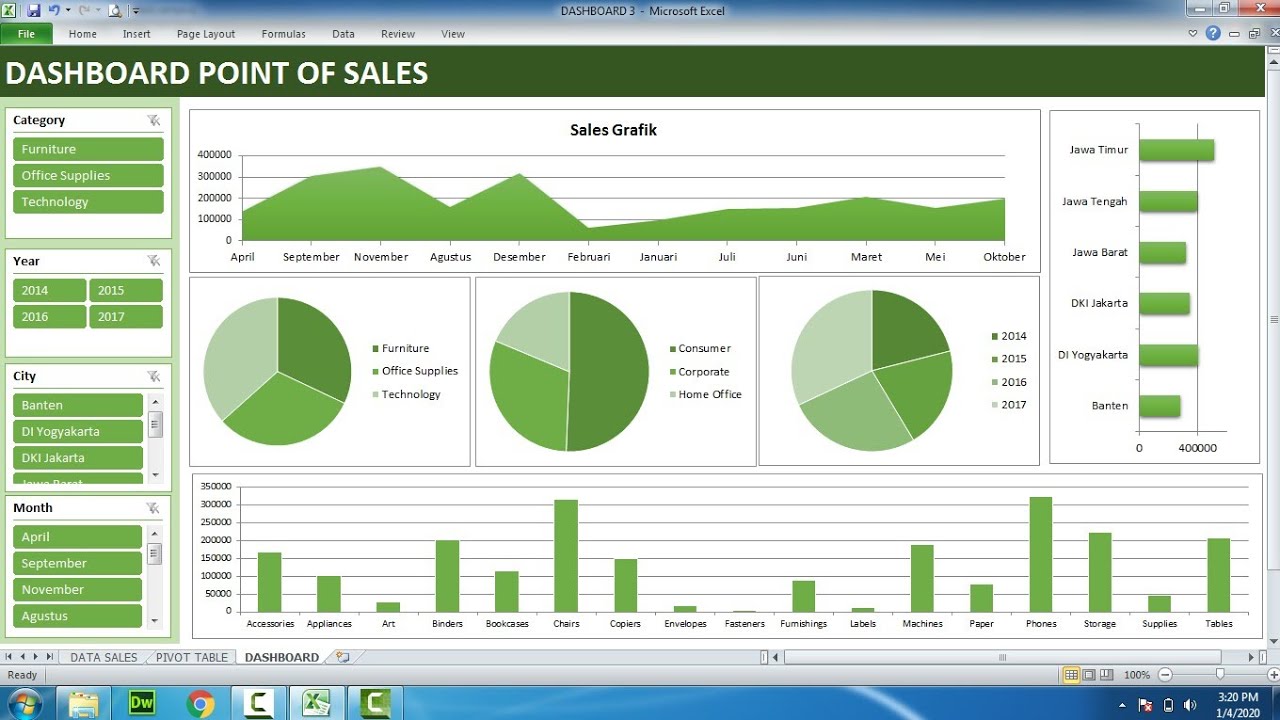 DASHBOARD 3 - Microsoft Excel
File Home Insert Page Layout Formulas Data Review View
DASHBOARD POINT OF SALES
Category
Furniture
Office Supplies
Technology
Year
2014 2015
2016 2017
City
Banten
DI Yogyakarta
DKI Jakarta
Jawa Barat
Month
April
September
November
Agustus
Sales Grafik
400000
300000
200000
100000
0
April September November Agustus Desember Februari Januari Juli Juni Maret Mei Oktober
Furniture
Office Supplies
Technology
Consumer
Corporate
Home Office
2014
2015
2016
2017
Jawa Timur
Jawa Tengah
Jawa Barat
DKI Jakarta
DI Yogyakarta
Banten
0 400000
350000
300000
250000
200000
150000
100000
50000
0
Accessories Appliances Art Binders Bookcases Chairs Copiers Envelopes Fasteners Furnishings Labels Machines Paper Phones Storage Supplies Tables
DATA SALES PIVOT TABLE DASHBOARD
Ready 100%
Dw
3:20 PM
1/4/2020